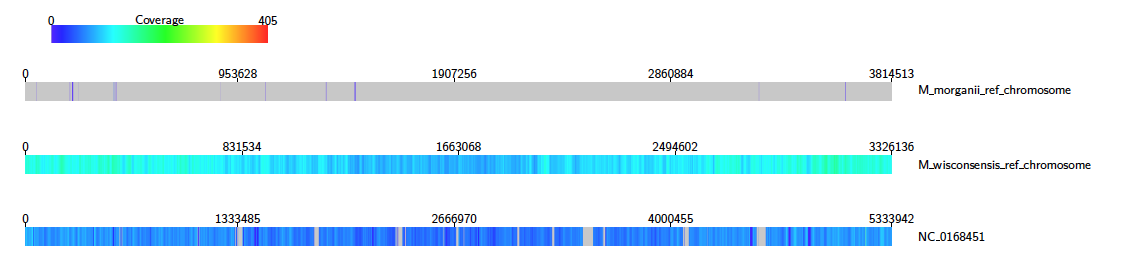 Coverage
0 405
0 953628 1907256 2860884 3814513
M_morganii_ref_chromosome
0 831534 1663068 2494602 3326136
M_wisconsensis_ref_chromosome
0 1333485 2666970 4000455 5333942
NC_0168451